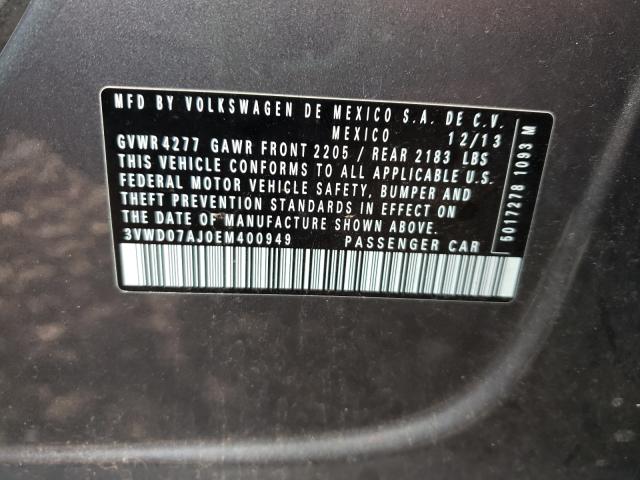 MFD BY VOLKSWAGEN DE MEXICO S.A. DE C.V.
MEXICO 12/13
GVWR 4277 GAWR FRONT 2205 / REAR 2183 LBS
THIS VEHICLE CONFORMS TO ALL APPLICABLE U.S.
FEDERAL MOTOR VEHICLE SAFETY, BUMPER AND
THEFT PREVENTION STANDARDS IN EFFECT ON
THE DATE OF MANUFACTURE SHOWN ABOVE.
3VWD07AJ0EM400949 PASSENGER CAR
6017278 1093 M